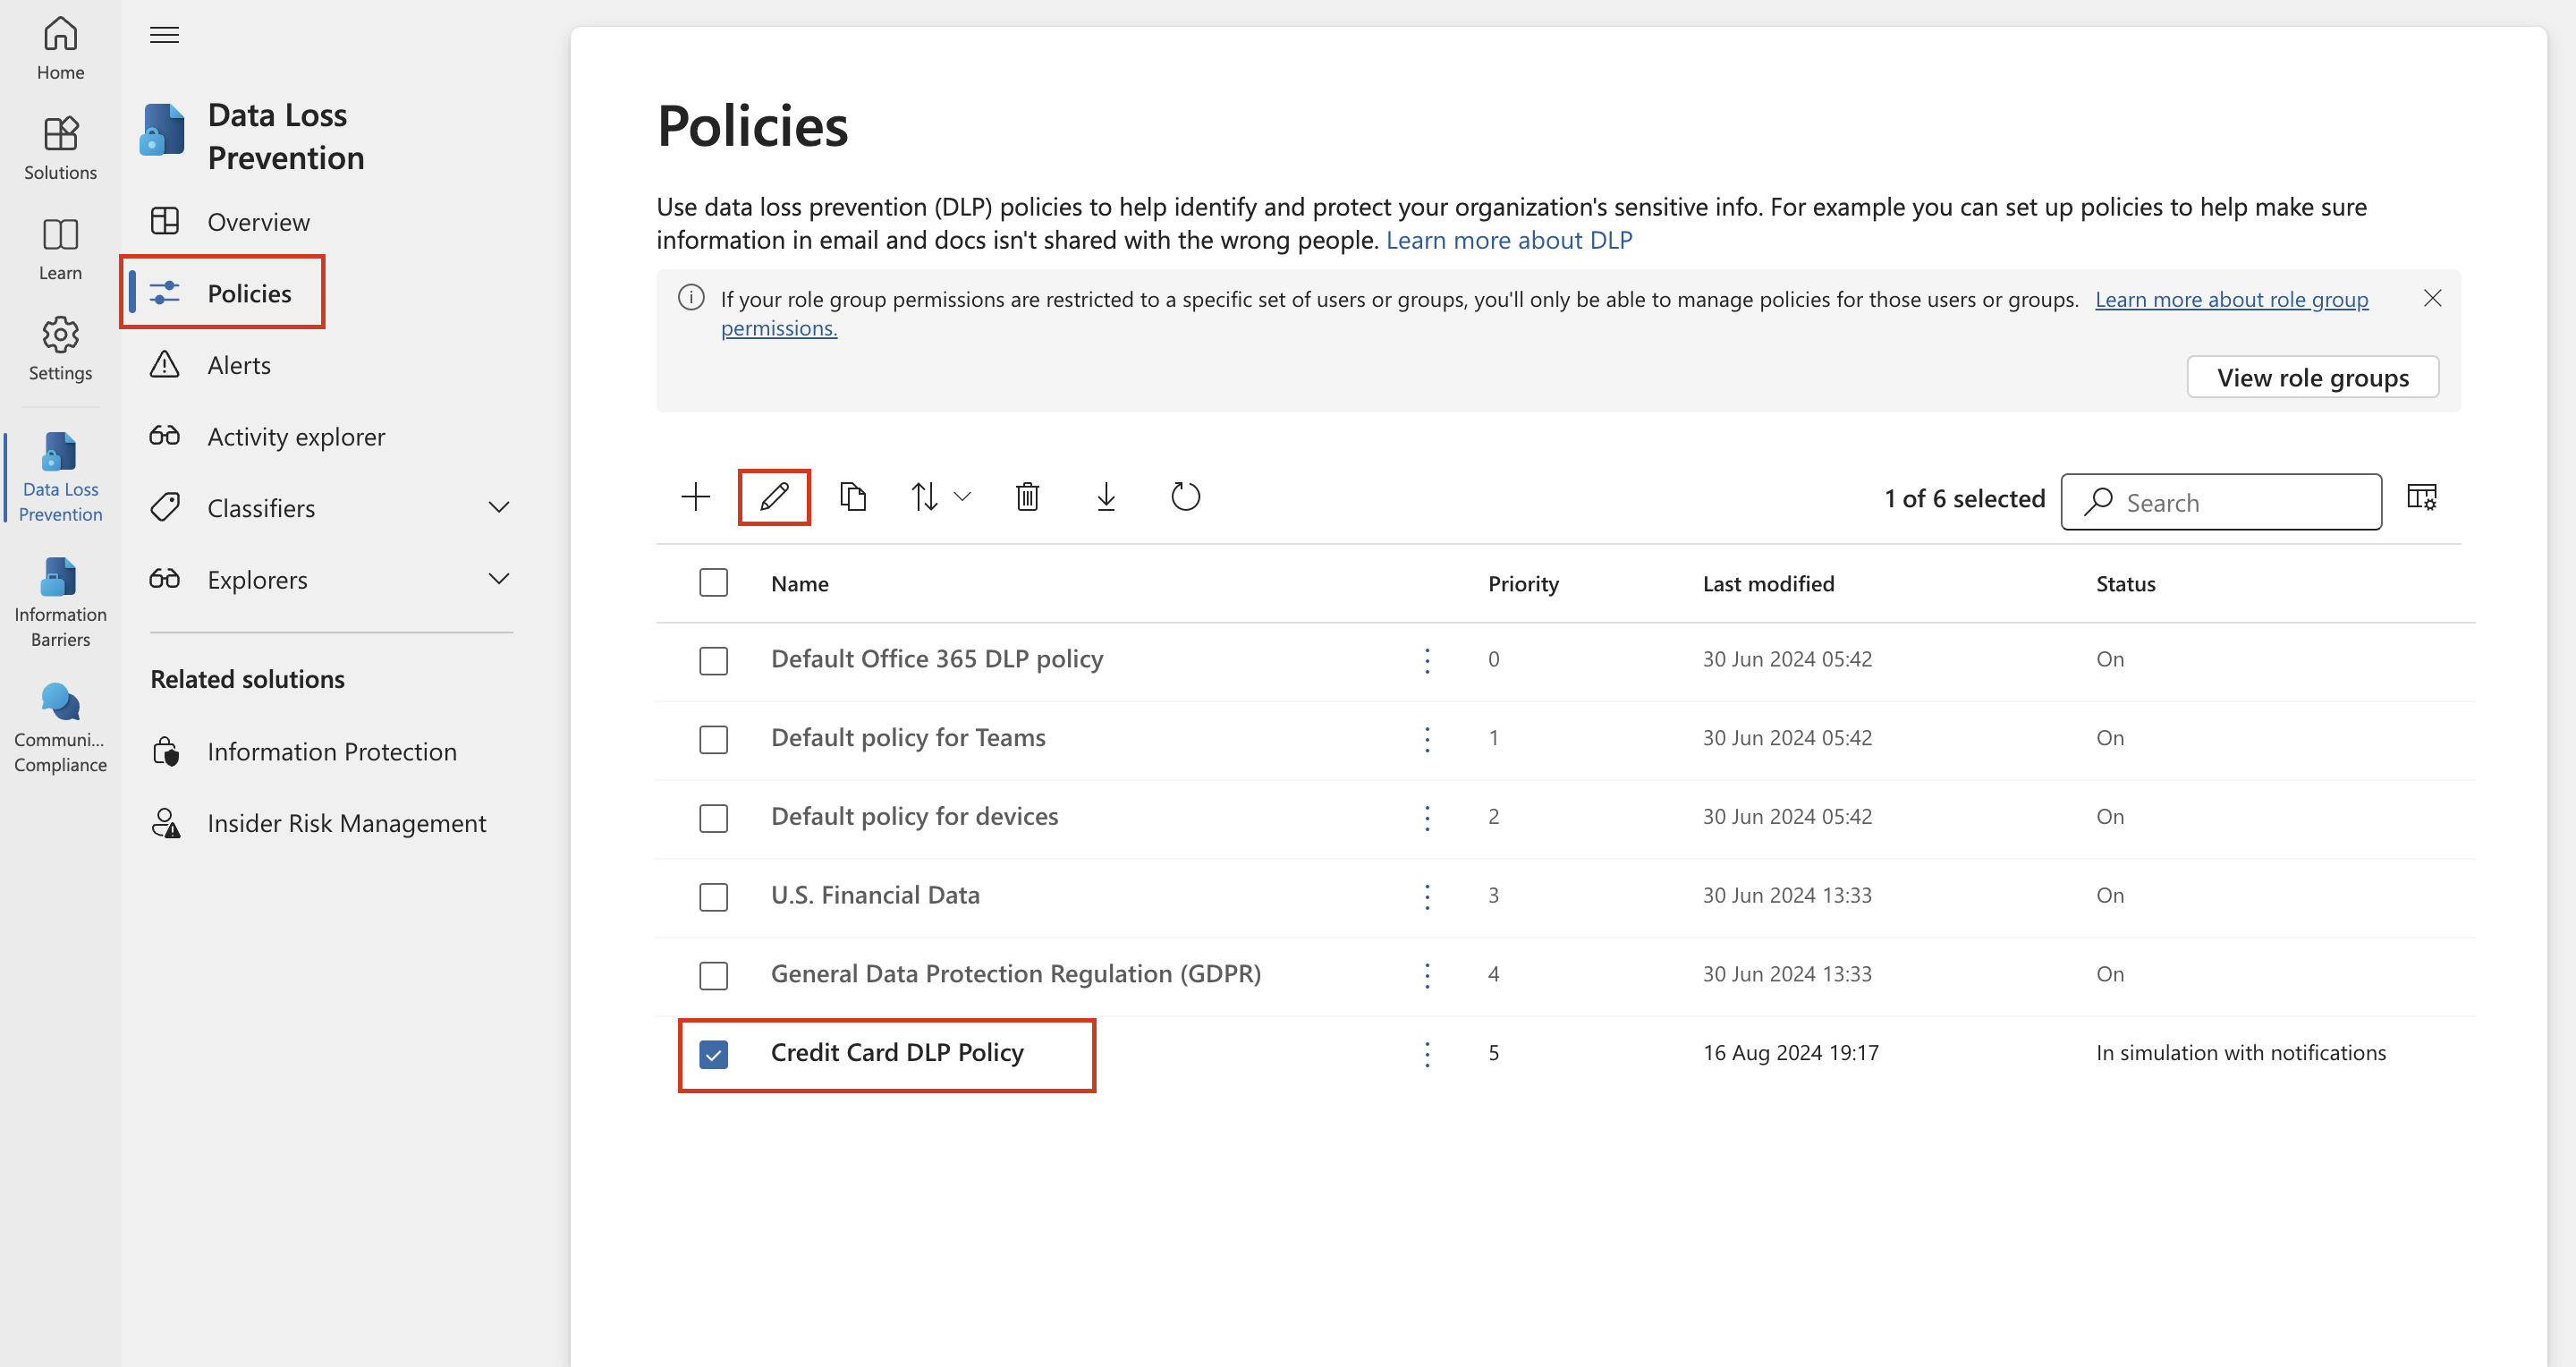 Home
Solutions
Learn
Settings
Data Loss
Prevention
Information
Barriers
Communi...
Compliance
Data Loss
Prevention
Overview
Policies
Alerts
Activity explorer
Classifiers
Explorers
Related solutions
Information Protection
Insider Risk Management
Policies
Use data loss prevention (DLP) policies to help identify and protect your organization's sensitive info. For example you can set up policies to help make sure
information in email and docs isn't shared with the wrong people. Learn more about DLP
If your role group permissions are restricted to a specific set of users or groups, you'll only be able to manage policies for those users or groups. Learn more about role group
permissions.
View role groups
1 of 6 selected Search
Name Priority Last modified Status
Default Office 365 DLP policy 0 30 Jun 2024 05:42 On
Default policy for Teams 1 30 Jun 2024 05:42 On
Default policy for devices 2 30 Jun 2024 05:42 On
U.S. Financial Data 3 30 Jun 2024 13:33 On
General Data Protection Regulation (GDPR) 4 30 Jun 2024 13:33 On
Credit Card DLP Policy 5 16 Aug 2024 19:17 In simulation with notifications